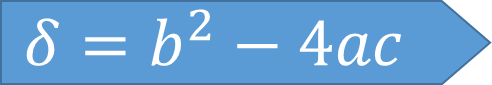 δ = b² − 4ac